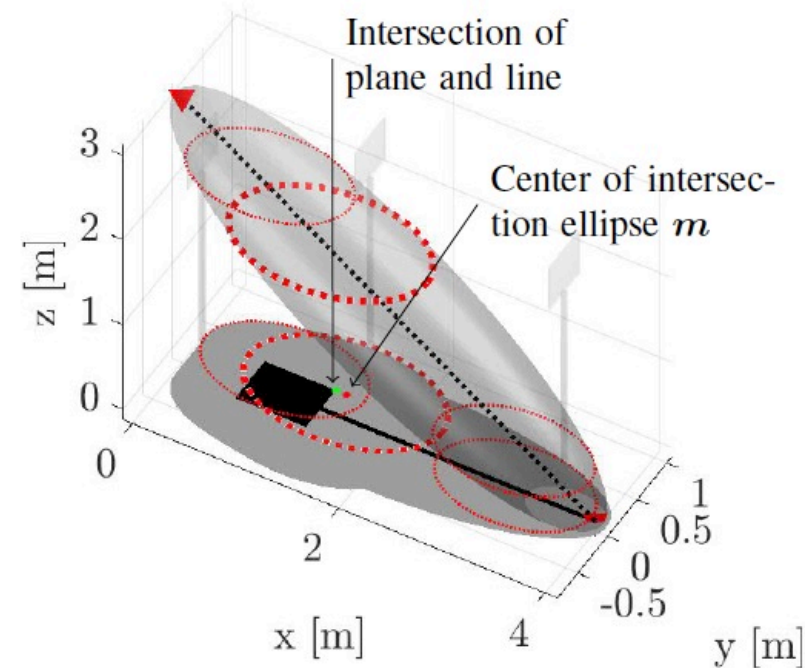 Intersection of
plane and line
Center of intersec-
tion ellipse m
3
2
1
0
z [m]
0
2
4
x [m]
1
0.5
0
-0.5
y [m]